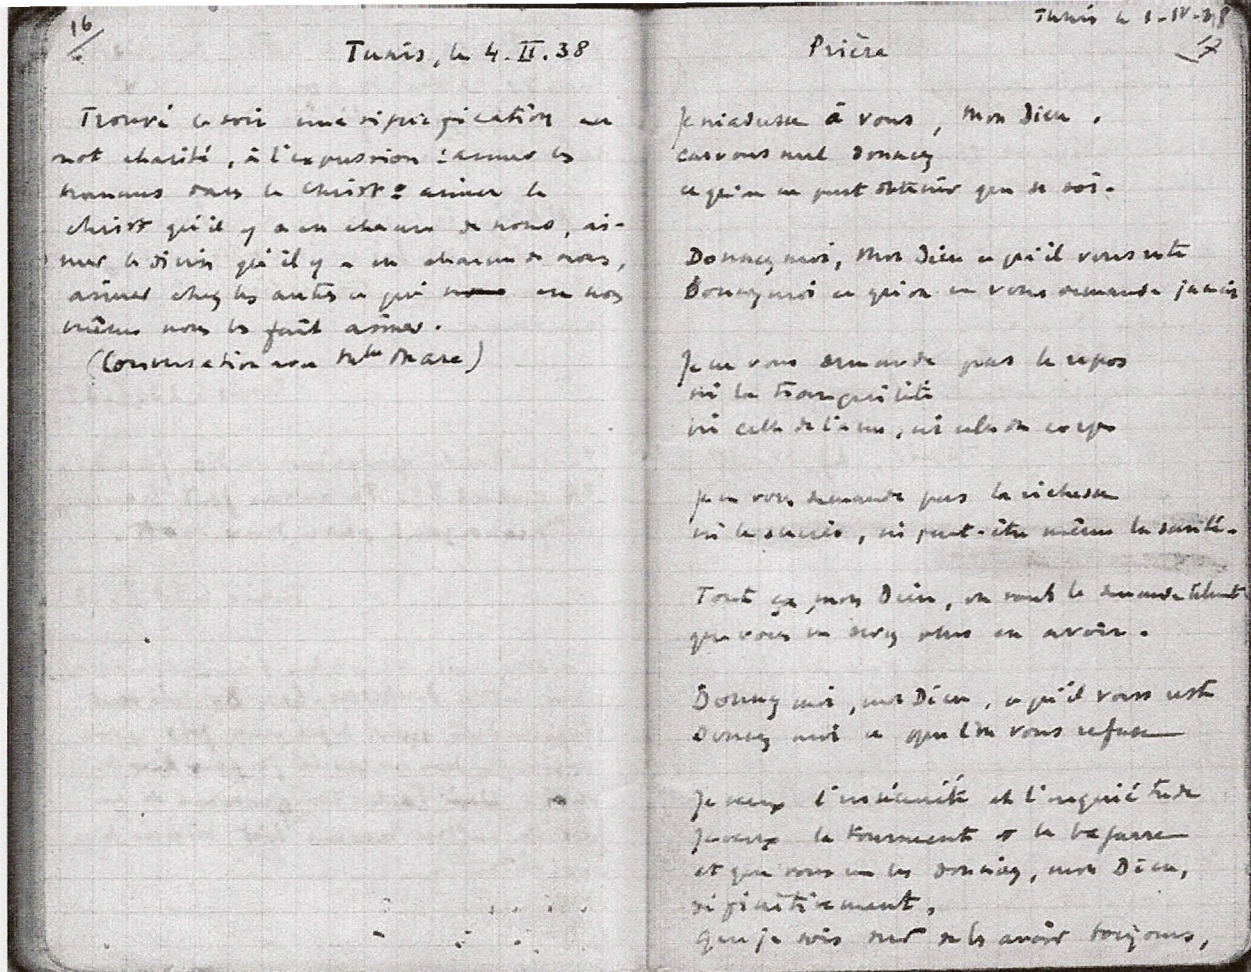 16
Tunis, le 4.II.38
Trouvé ce soir une signification au
mot charité, à l'expression : aimer les
hommes dans le Christ : aimer le
Christ qu'il y a en chacun de nous, ai-
mer le divin qu'il y a en chacun de nous,
aimer chez les autres ce qui en nous
même nous les fait aimer.
(Conversation avec
Tunis le 1-IV-38
17
Prière
Je m'adresse à vous, mon Dieu,
car vous seul donnez
ce qu'on ne peut obtenir que de soi.
Donnez moi, mon Dieu ce qu'il vous reste
Donnez moi ce qu'on ne vous demande jamais
Je ne vous demande pas le repos
ni la tranquilité
ni celle de l'âme, ni celle du corps
Je ne vous demande pas la richesse
ni le succès, ni peut-être même la santé.
Tout ça, mon Dieu, on vous le demande tellement
que vous ne devez plus en avoir.
Donnez moi, mon Dieu, ce qu'il vous reste
Donnez moi ce que l'on vous refuse
Je veux l'insécurité et l'inquiétude
Je veux la tourmente et la bagarre
et que vous me les donniez, mon Dieu,
définitivement,
que je sois sûr de les avoir toujours,